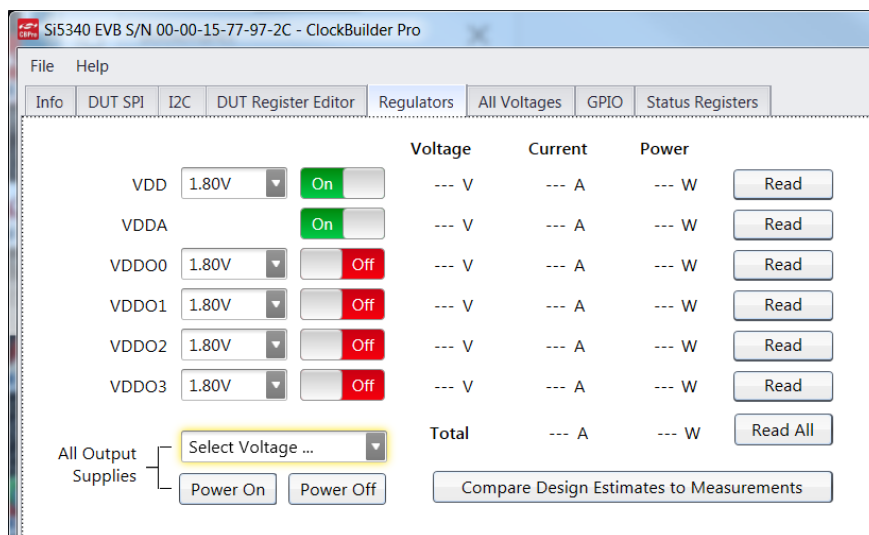 CBPro Si5340 EVB S/N 00-00-15-77-97-2C - ClockBuilder Pro
File Help
Info DUT SPI I2C DUT Register Editor Regulators All Voltages GPIO Status Registers
Voltage Current Power
VDD 1.80V On --- V --- A --- W Read
VDDA On --- V --- A --- W Read
VDDO0 1.80V Off --- V --- A --- W Read
VDDO1 1.80V Off --- V --- A --- W Read
VDDO2 1.80V Off --- V --- A --- W Read
VDDO3 1.80V Off --- V --- A --- W Read
Total --- A --- W Read All
All Output Supplies Select Voltage ...
Power On Power Off Compare Design Estimates to Measurements